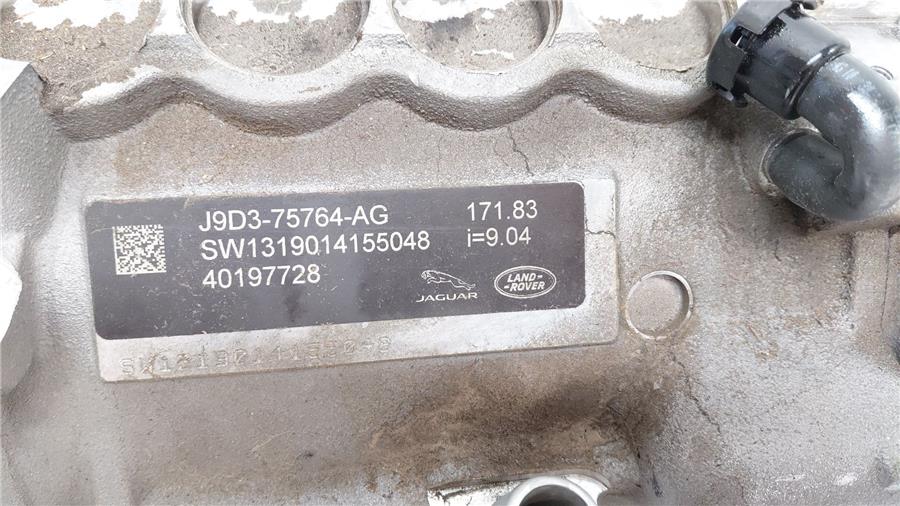 J9D3-75764-AG 171.83
SW1319014155048 i=9.04
40197728
JAGUAR
LAND-
-ROVER